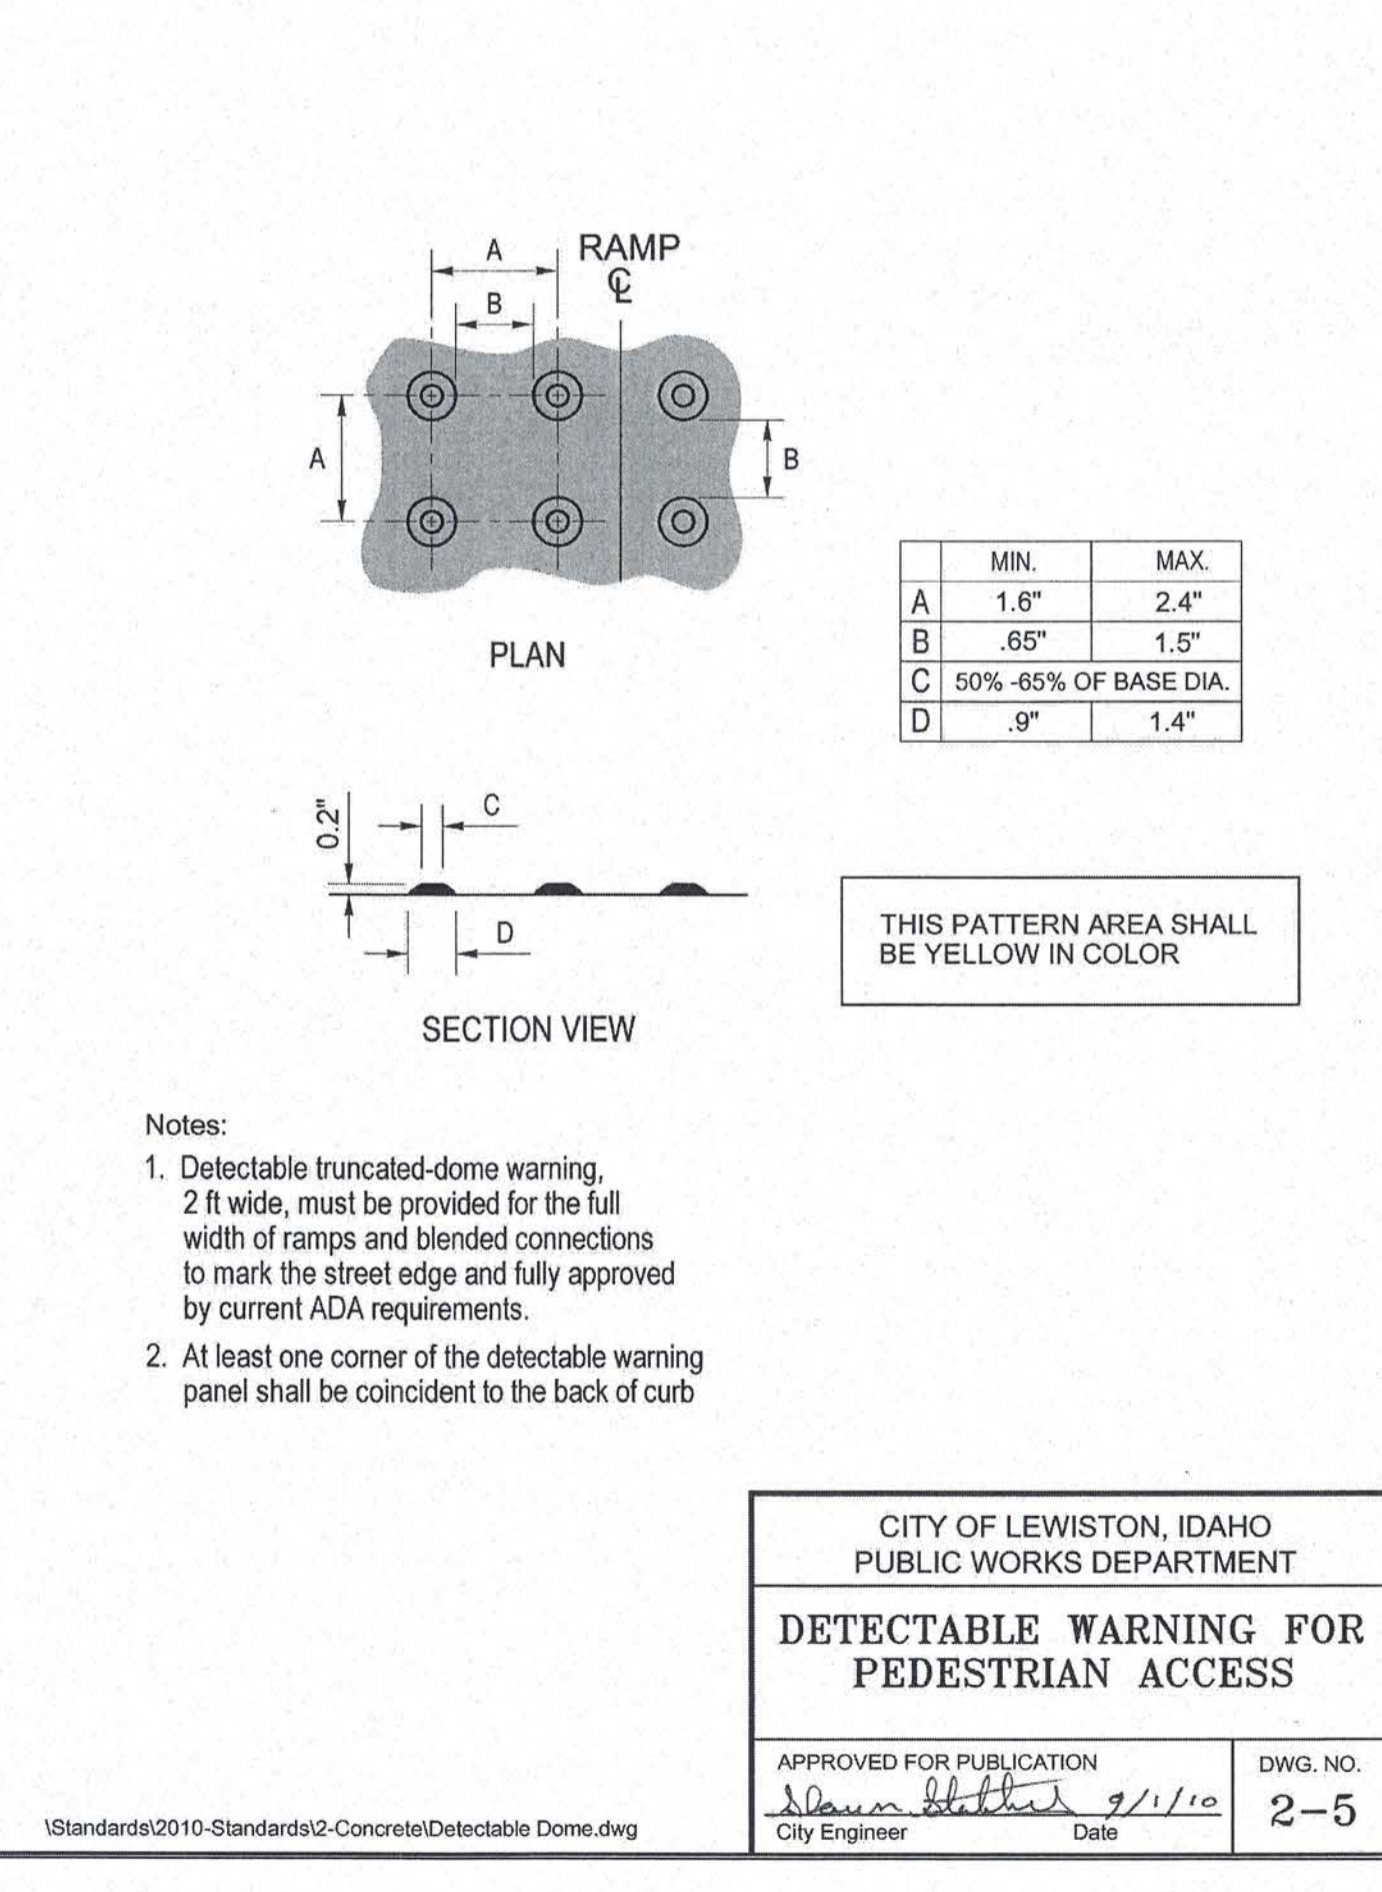 A RAMP
℄
B
A
B
PLAN
MIN. MAX.
A 1.6" 2.4"
B .65" 1.5"
C 50% -65% OF BASE DIA.
D .9" 1.4"
0.2"
C
D
SECTION VIEW
THIS PATTERN AREA SHALL
BE YELLOW IN COLOR
Notes:
1. Detectable truncated-dome warning,
2 ft wide, must be provided for the full
width of ramps and blended connections
to mark the street edge and fully approved
by current ADA requirements.
2. At least one corner of the detectable warning
panel shall be coincident to the back of curb
CITY OF LEWISTON, IDAHO
PUBLIC WORKS DEPARTMENT
DETECTABLE WARNING FOR
PEDESTRIAN ACCESS
APPROVED FOR PUBLICATION
Shawn 9/1/10
City Engineer Date
DWG. NO.
2-5
\Standards\2010-Standards\2-Concrete\Detectable Dome.dwg